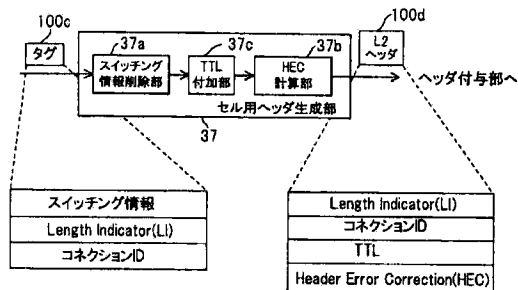 100c
タグ
37a
スイッチング
情報削除部
37c
TTL
付加部
37b
HEC
計算部
セル用ヘッダ生成部
37
100d
L2
ヘッダ
ヘッダ付与部へ
スイッチング情報
Length Indicator(LI)
コネクションID
Length Indicator(LI)
コネクションID
TTL
Header Error Correction(HEC)